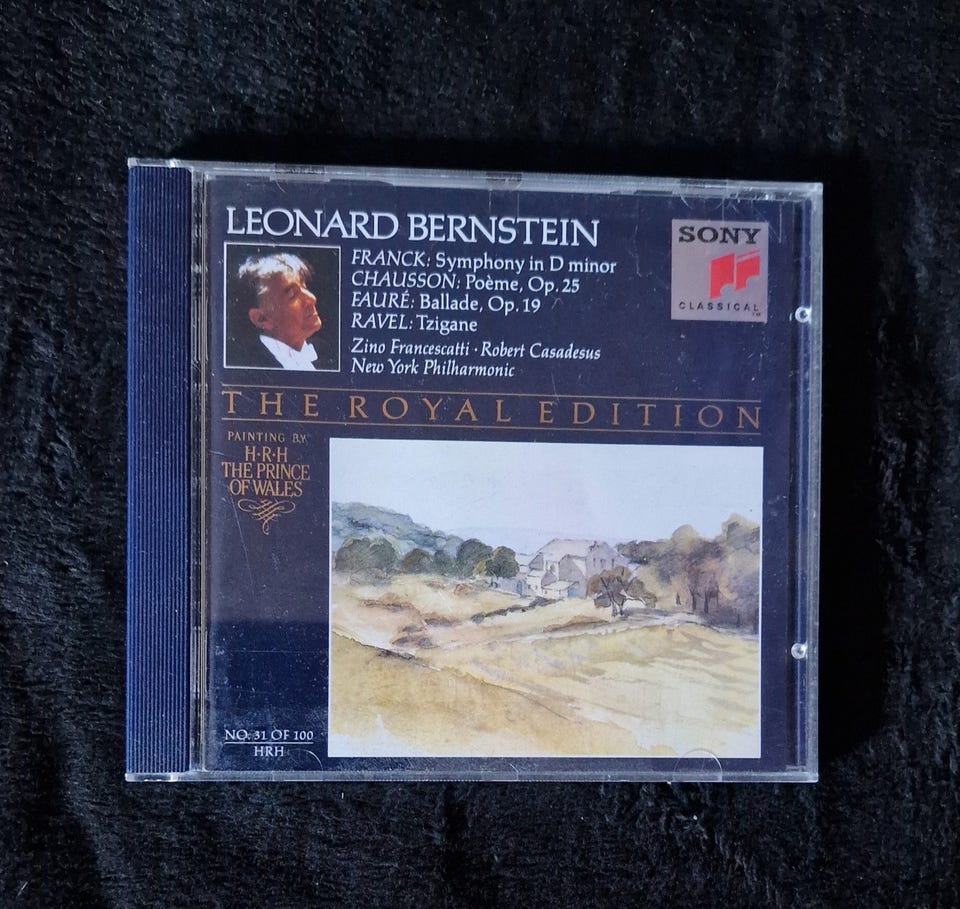 LEONARD BERNSTEIN
FRANCK: Symphony in D minor
CHAUSSON: Poème, Op. 25
FAURÉ: Ballade, Op. 19
RAVEL: Tzigane
Zino Francescatti · Robert Casadesus
New York Philharmonic
SONY
CLASSICAL
TM
THE ROYAL EDITION
PAINTING BY
H·R·H
THE PRINCE
OF WALES
NO. 31 OF 100
HRH